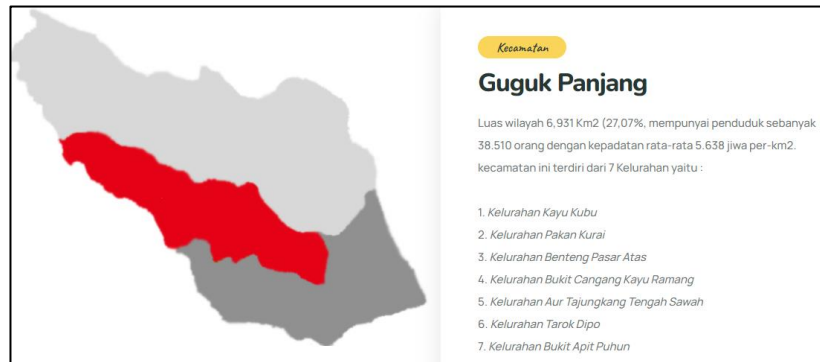 Kecamatan
Guguk Panjang
Luas wilayah 6,931 Km2 (27,07%, mempunyai penduduk sebanyak
38.510 orang dengan kepadatan rata-rata 5.638 jiwa per-km2.
kecamatan ini terdiri dari 7 Kelurahan yaitu :
1. Kelurahan Kayu Kubu
2. Kelurahan Pakan Kurai
3. Kelurahan Benteng Pasar Atas
4. Kelurahan Bukit Cangang Kayu Ramang
5. Kelurahan Aur Tajungkang Tengah Sawah
6. Kelurahan Tarok Dipo
7. Kelurahan Bukit Apit Puhun